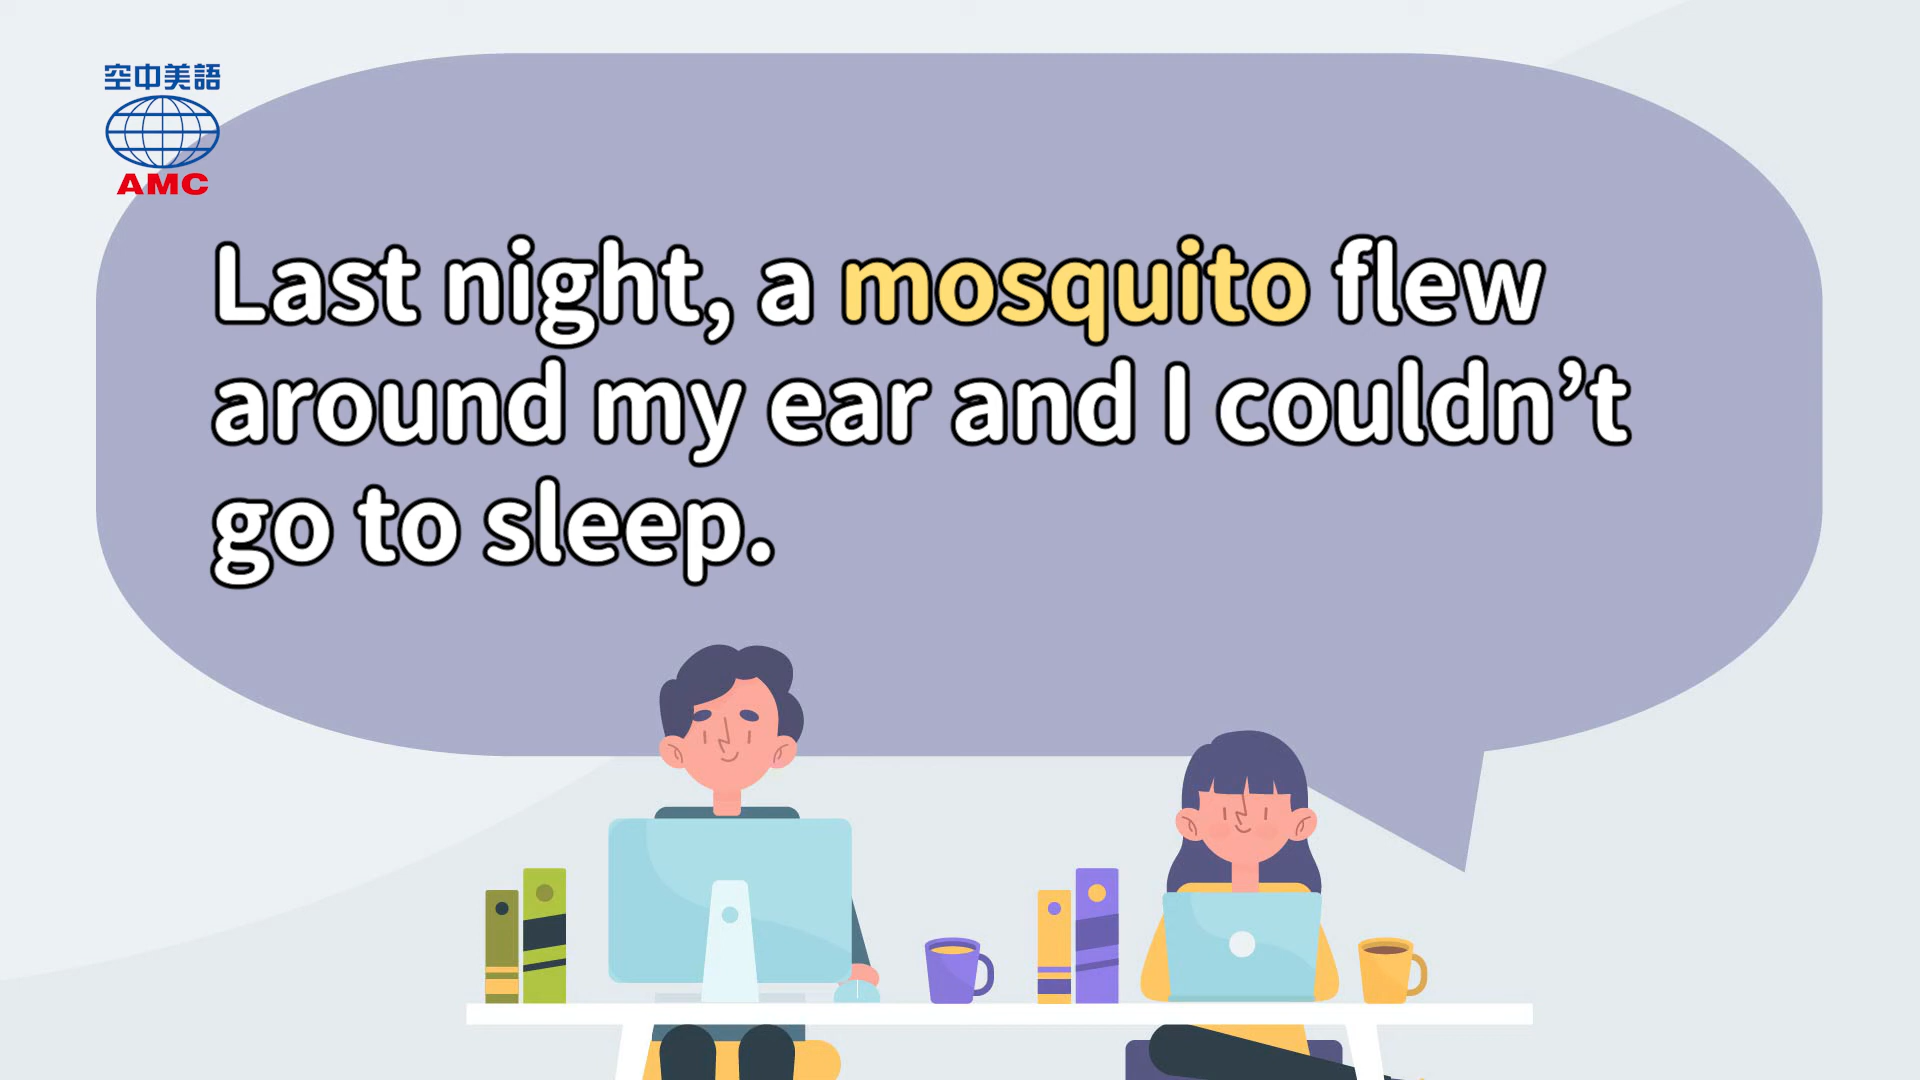 空中美語
AMC
Last night, a mosquito flew
around my ear and I couldn’t
go to sleep.